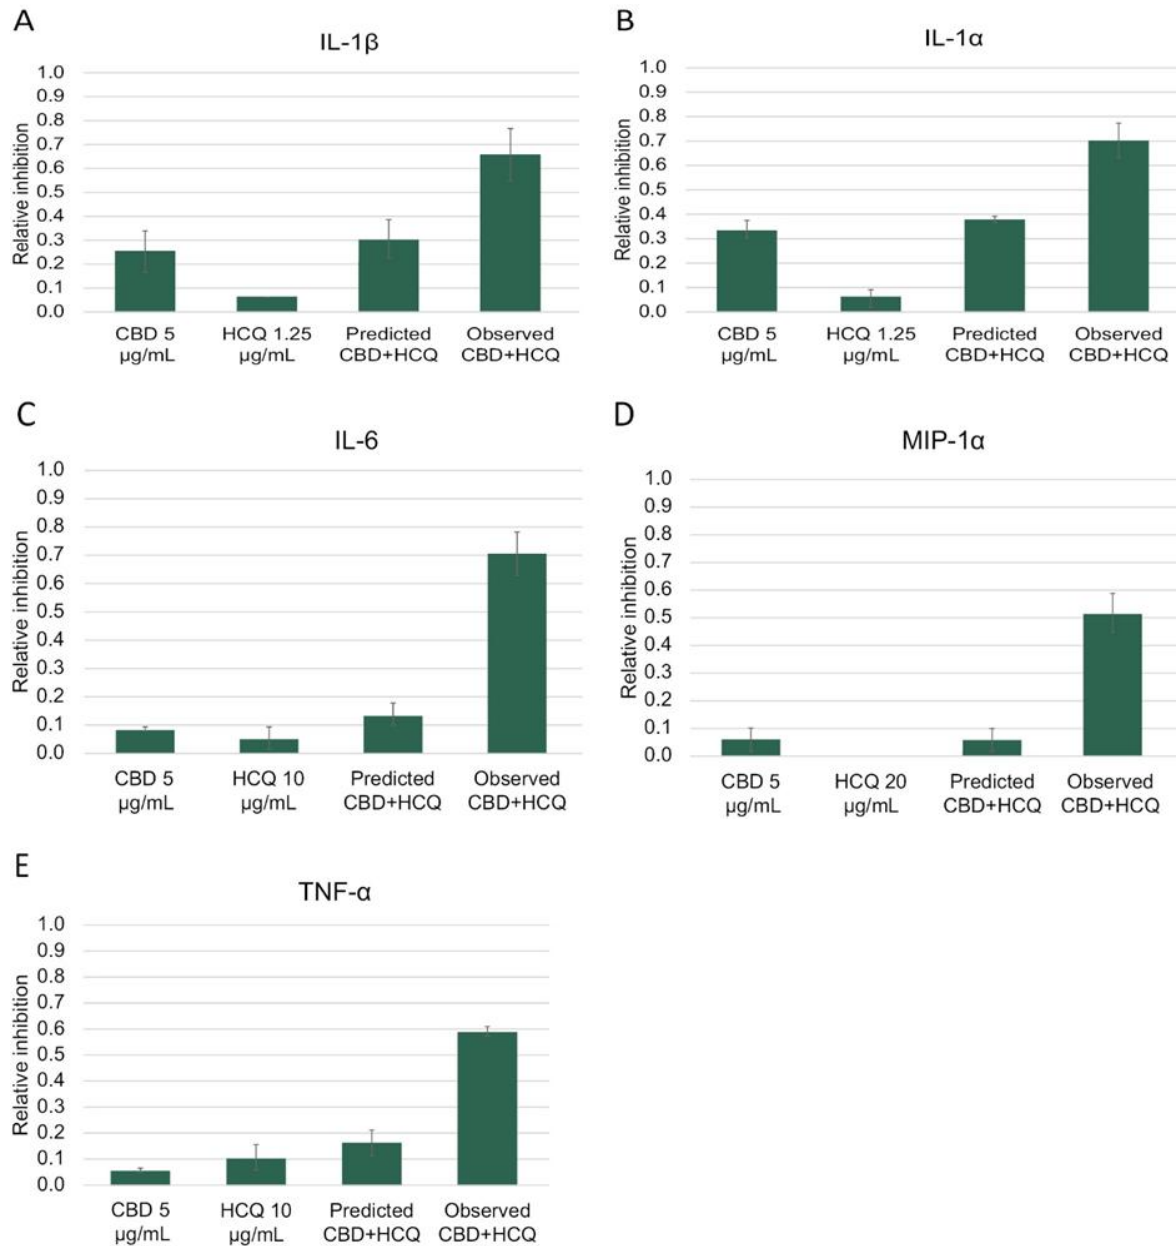 A
IL-1β
Relative inhibition
1.0
0.9
0.8
0.7
0.6
0.5
0.4
0.3
0.2
0.1
0.0
CBD 5 HCQ 1.25 Predicted Observed
µg/mL µg/mL CBD+HCQ CBD+HCQ
B
IL-1α
Relative inhibition
1.0
0.9
0.8
0.7
0.6
0.5
0.4
0.3
0.2
0.1
0.0
CBD 5 HCQ 1.25 Predicted Observed
µg/mL µg/mL CBD+HCQ CBD+HCQ
C
IL-6
Relative inhibition
1.0
0.9
0.8
0.7
0.6
0.5
0.4
0.3
0.2
0.1
0.0
CBD 5 HCQ 10 Predicted Observed
µg/mL µg/mL CBD+HCQ CBD+HCQ
D
MIP-1α
Relative inhibition
1.0
0.9
0.8
0.7
0.6
0.5
0.4
0.3
0.2
0.1
0.0
CBD 5 HCQ 20 Predicted Observed
µg/mL µg/mL CBD+HCQ CBD+HCQ
E
TNF-α
Relative inhibition
1.0
0.9
0.8
0.7
0.6
0.5
0.4
0.3
0.2
0.1
0.0
CBD 5 HCQ 10 Predicted Observed
µg/mL µg/mL CBD+HCQ CBD+HCQ